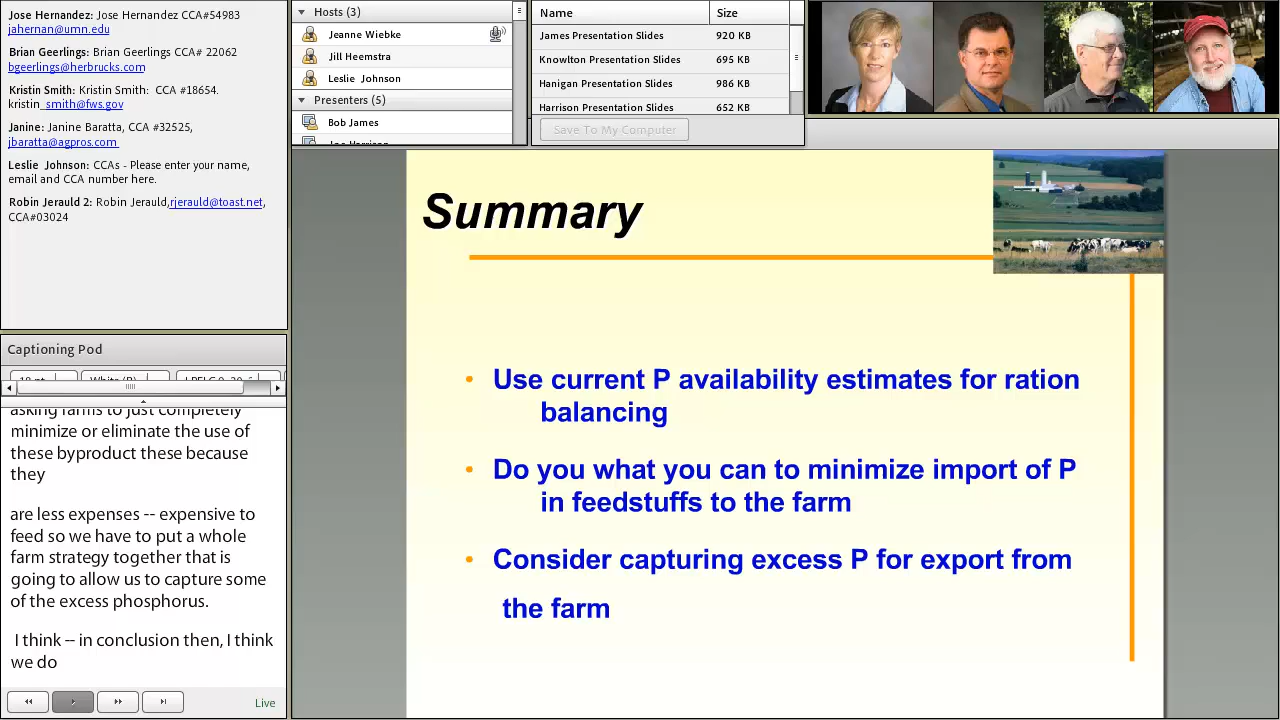 Jose Hernandez: Jose Hernandez CCA#54983
jahernan@umn.edu
Brian Geerlings: Brian Geerlings CCA# 22062
bgeerlings@herbrucks.com
Kristin Smith: Kristin Smith: CCA #18654.
kristin_smith@fws.gov
Janine: Janine Baratta, CCA #32525,
jbaratta@agpros.com
Leslie Johnson: CCAs - Please enter your name,
email and CCA number here.
Robin Jerauld 2: Robin Jerauld,rjerauld@toast.net,
CCA#03024
Captioning Pod
asking farms to just completely
minimize or eliminate the use of
these byproduct these because
they
are less expenses -- expensive to
feed so we have to put a whole
farm strategy together that is
going to allow us to capture some
of the excess phosphorus.
I think -- in conclusion then, I think
we do
Live
Hosts (3)
Jeanne Wiebke
Jill Heemstra
Leslie Johnson
Presenters (5)
Bob James
Name Size
James Presentation Slides 920 KB
Knowlton Presentation Slides 695 KB
Hanigan Presentation Slides 986 KB
Harrison Presentation Slides 652 KB
Save To My Computer
Summary
• Use current P availability estimates for ration
balancing
• Do you what you can to minimize import of P
in feedstuffs to the farm
• Consider capturing excess P for export from
the farm